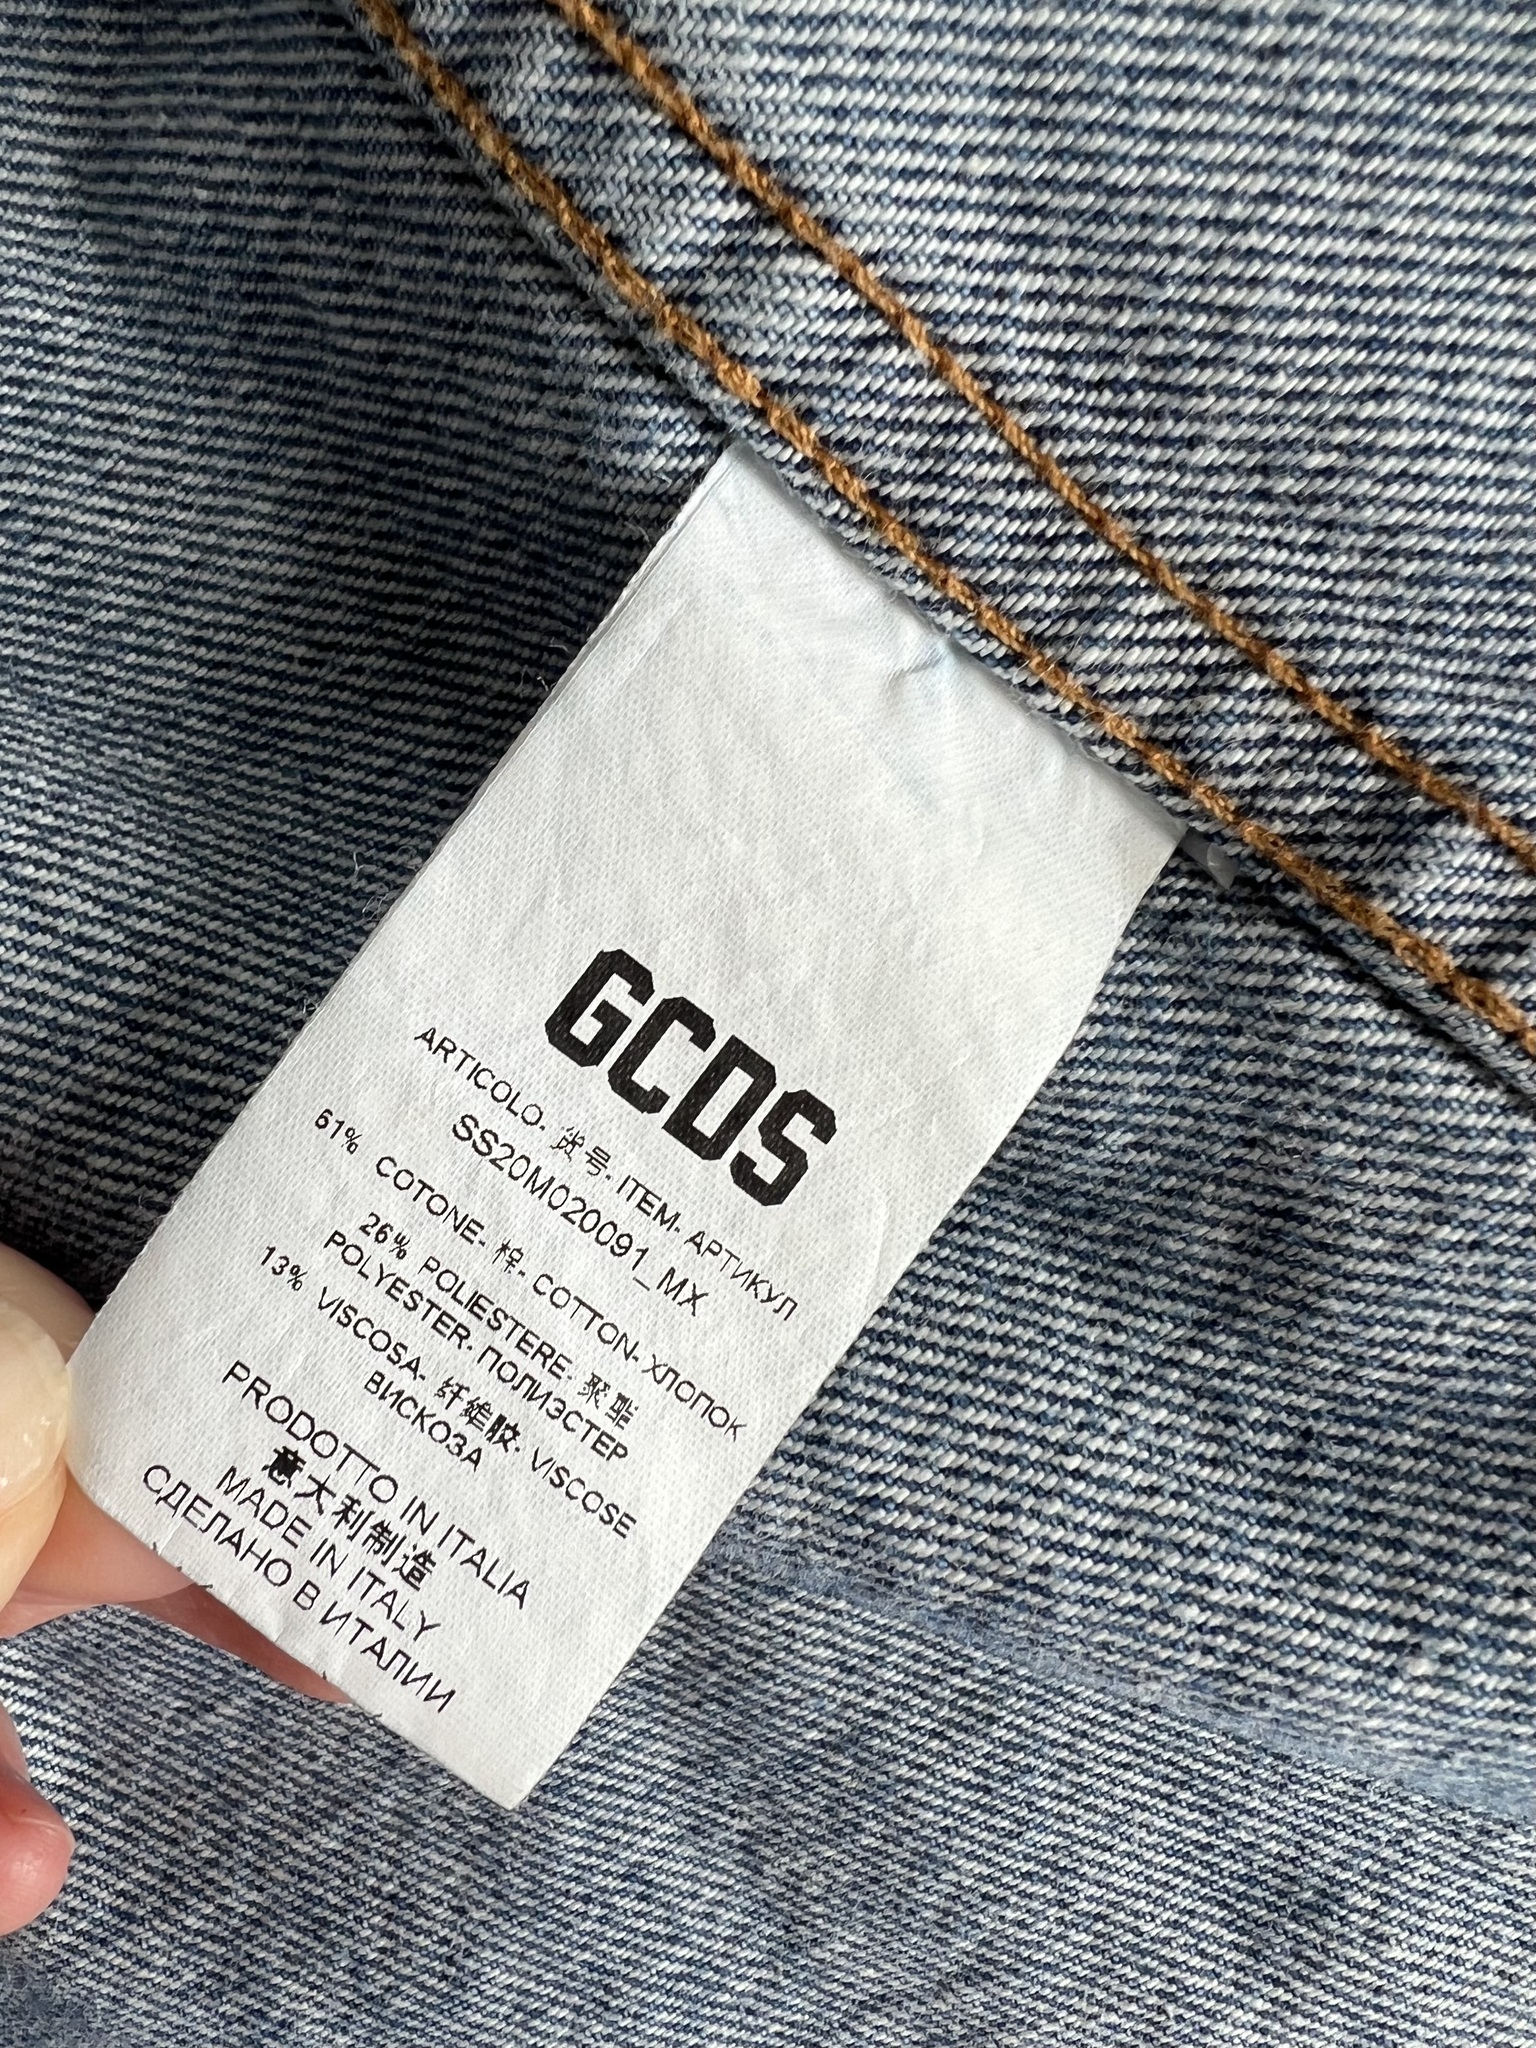 GCDS
ARTICOLO- 货号- ITEM- АРТИКУЛ
SS20M020091_MX
61% COTONE- 棉- COTTON- ХЛОПОК
26% POLIESTERE- 聚酯
POLYESTER- ПОЛИЭСТЕР
13% VISCOSA- 纤维胶- VISCOSE
ВИСКОЗА
PRODOTTO IN ITALIA
意大利制造
MADE IN ITALY
СДЕЛАНО В ИТАЛИИ